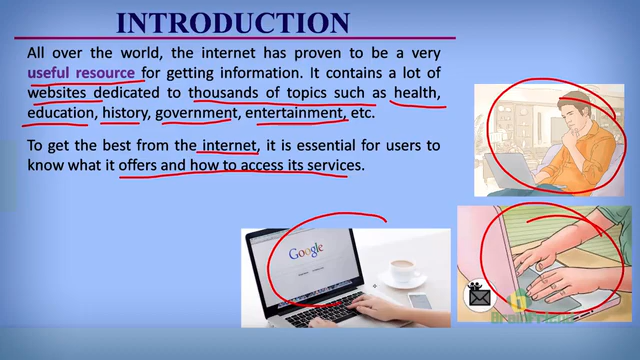 INTRODUCTION
All over the world, the internet has proven to be a very
useful resource for getting information. It contains a lot of
websites dedicated to thousands of topics such as health,
education, history, government, entertainment, etc.
To get the best from the internet, it is essential for users to
know what it offers and how to access its services.
Google